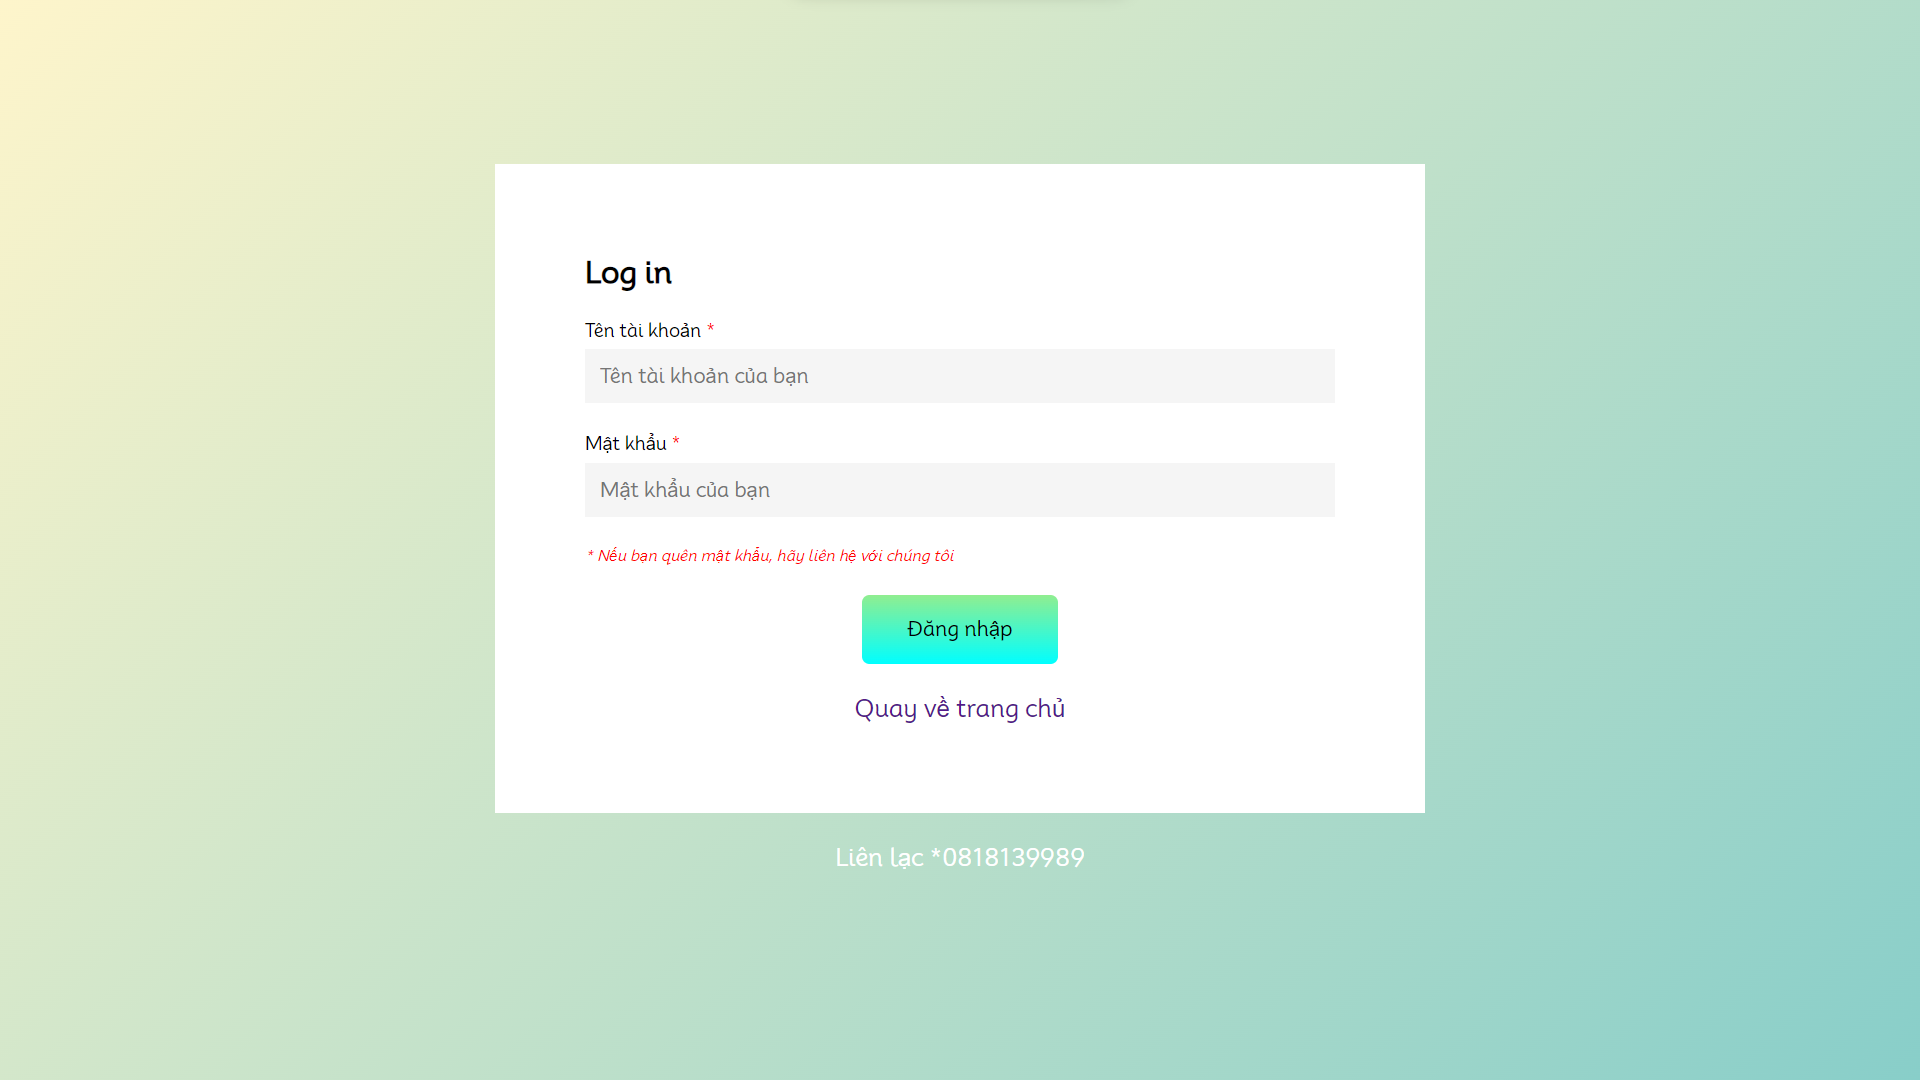 Log in
Tên tài khoản *
Tên tài khoản của bạn
Mật khẩu *
Mật khẩu của bạn
* Nếu bạn quên mật khẩu, hãy liên hệ với chúng tôi
Đăng nhập
Quay về trang chủ
Liên lạc *0818139989